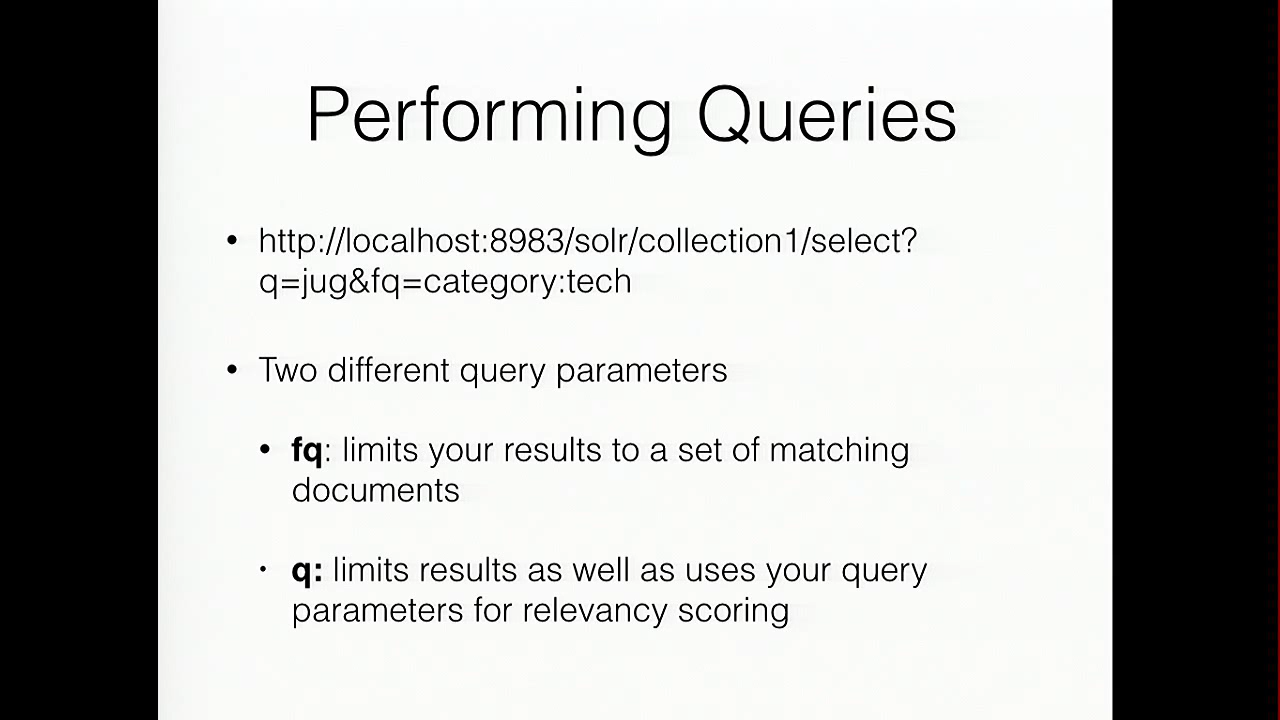 Performing Queries
• http://localhost:8983/solr/collection1/select?
q=jug&fq=category:tech
• Two different query parameters
• fq: limits your results to a set of matching
documents
• q: limits results as well as uses your query
parameters for relevancy scoring